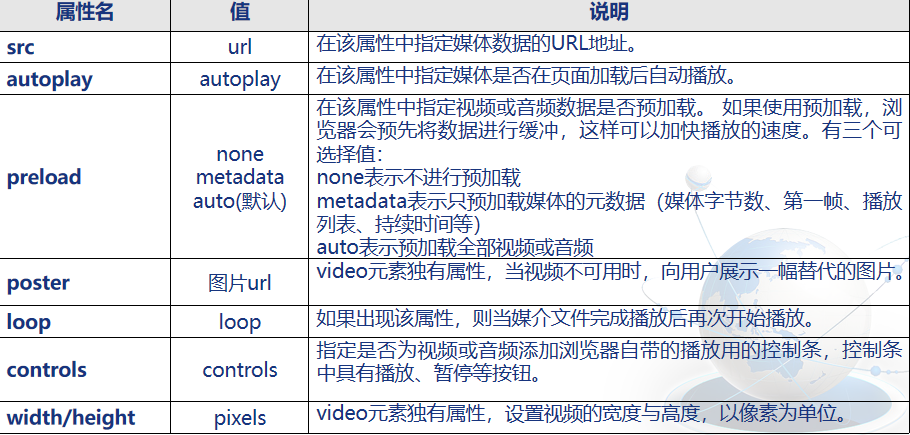 属性名 值 说明
src url 在该属性中指定媒体数据的URL地址。
autoplay autoplay 在该属性中指定媒体是否在页面加载后自动播放。
preload
none
metadata
auto(默认)
在该属性中指定视频或音频数据是否预加载。 如果使用预加载，浏
览器会预先将数据进行缓冲，这样可以加快播放的速度。有三个可
选择值：
none表示不进行预加载
metadata表示只预加载媒体的元数据（媒体字节数、第一帧、播放
列表、持续时间等）
auto表示预加载全部视频或音频
poster 图片url video元素独有属性，当视频不可用时，向用户展示一幅替代的图片。
loop loop 如果出现该属性，则当媒介文件完成播放后再次开始播放。
controls controls 指定是否为视频或音频添加浏览器自带的播放用的控制条，控制条
中具有播放、暂停等按钮。
width/height pixels video元素独有属性，设置视频的宽度与高度，以像素为单位。